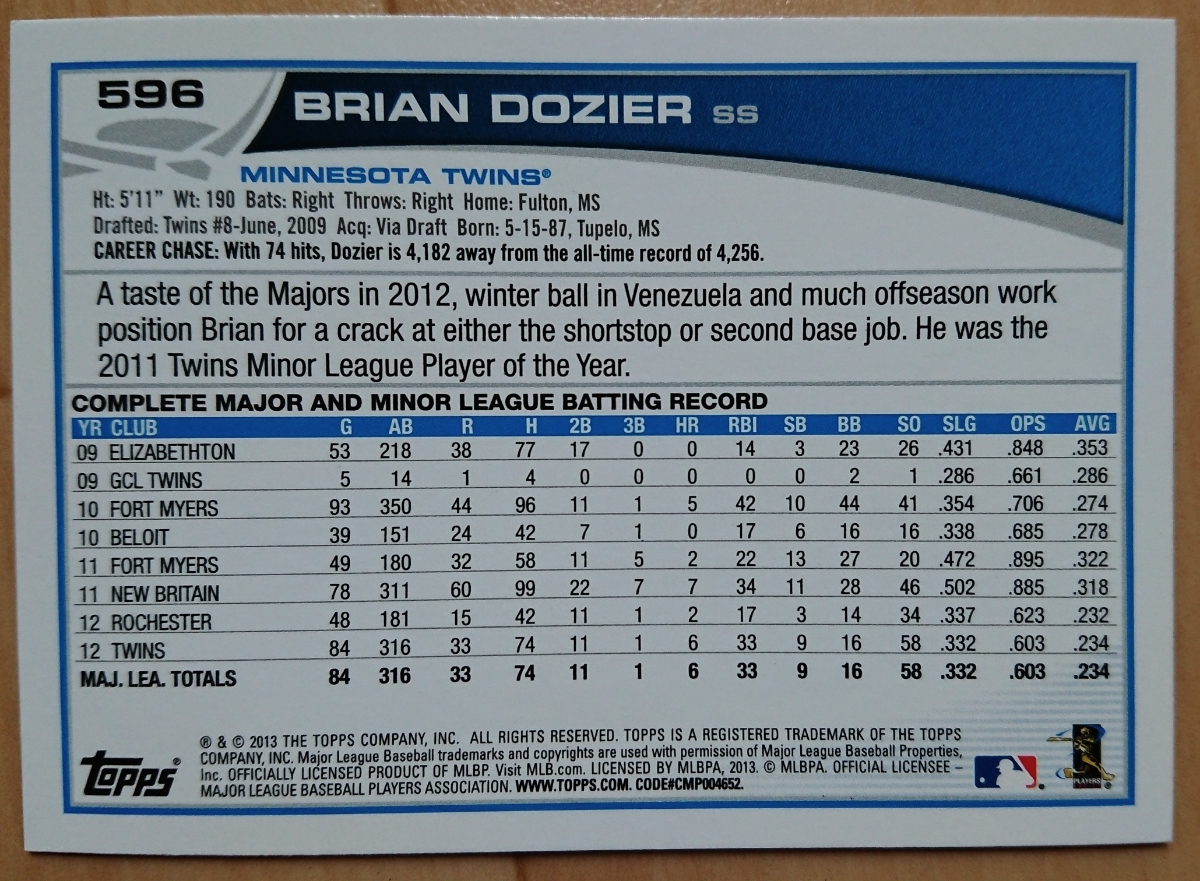 596
BRIAN DOZIER SS
MINNESOTA TWINS®
Ht: 5'11" Wt: 190 Bats: Right Throws: Right Home: Fulton, MS
Drafted: Twins #8-June, 2009 Acq: Via Draft Born: 5-15-87, Tupelo, MS
CAREER CHASE: With 74 hits, Dozier is 4,182 away from the all-time record of 4,256.
A taste of the Majors in 2012, winter ball in Venezuela and much offseason work
position Brian for a crack at either the shortstop or second base job. He was the
2011 Twins Minor League Player of the Year.
COMPLETE MAJOR AND MINOR LEAGUE BATTING RECORD
YR CLUB G AB R H 2B 3B HR RBI SB BB SO SLG OPS AVG
09 ELIZABETHTON 53 218 38 77 17 0 0 14 3 23 26 .431 .848 .353
09 GCL TWINS 5 14 1 4 0 0 0 0 0 2 1 .286 .661 .286
10 FORT MYERS 93 350 44 96 11 1 5 42 10 44 41 .354 .706 .274
10 BELOIT 39 151 24 42 7 1 0 17 6 16 16 .338 .685 .278
11 FORT MYERS 49 180 32 58 11 5 2 22 13 27 20 .472 .895 .322
11 NEW BRITAIN 78 311 60 99 22 7 7 34 11 28 46 .502 .885 .318
12 ROCHESTER 48 181 15 42 11 1 2 17 3 14 34 .337 .623 .232
12 TWINS 84 316 33 74 11 1 6 33 9 16 58 .332 .603 .234
MAJ. LEA. TOTALS 84 316 33 74 11 1 6 33 9 16 58 .332 .603 .234
topps®
® & © 2013 THE TOPPS COMPANY, INC. ALL RIGHTS RESERVED. TOPPS IS A REGISTERED TRADEMARK OF THE TOPPS
COMPANY, INC. Major League Baseball trademarks and copyrights are used with permission of Major League Baseball Properties,
Inc. OFFICIALLY LICENSED PRODUCT OF MLBP. Visit MLB.com. LICENSED BY MLBPA, 2013. © MLBPA. OFFICIAL LICENSEE –
MAJOR LEAGUE BASEBALL PLAYERS ASSOCIATION. WWW.TOPPS.COM. CODE#CMP004652.
PLAYERS